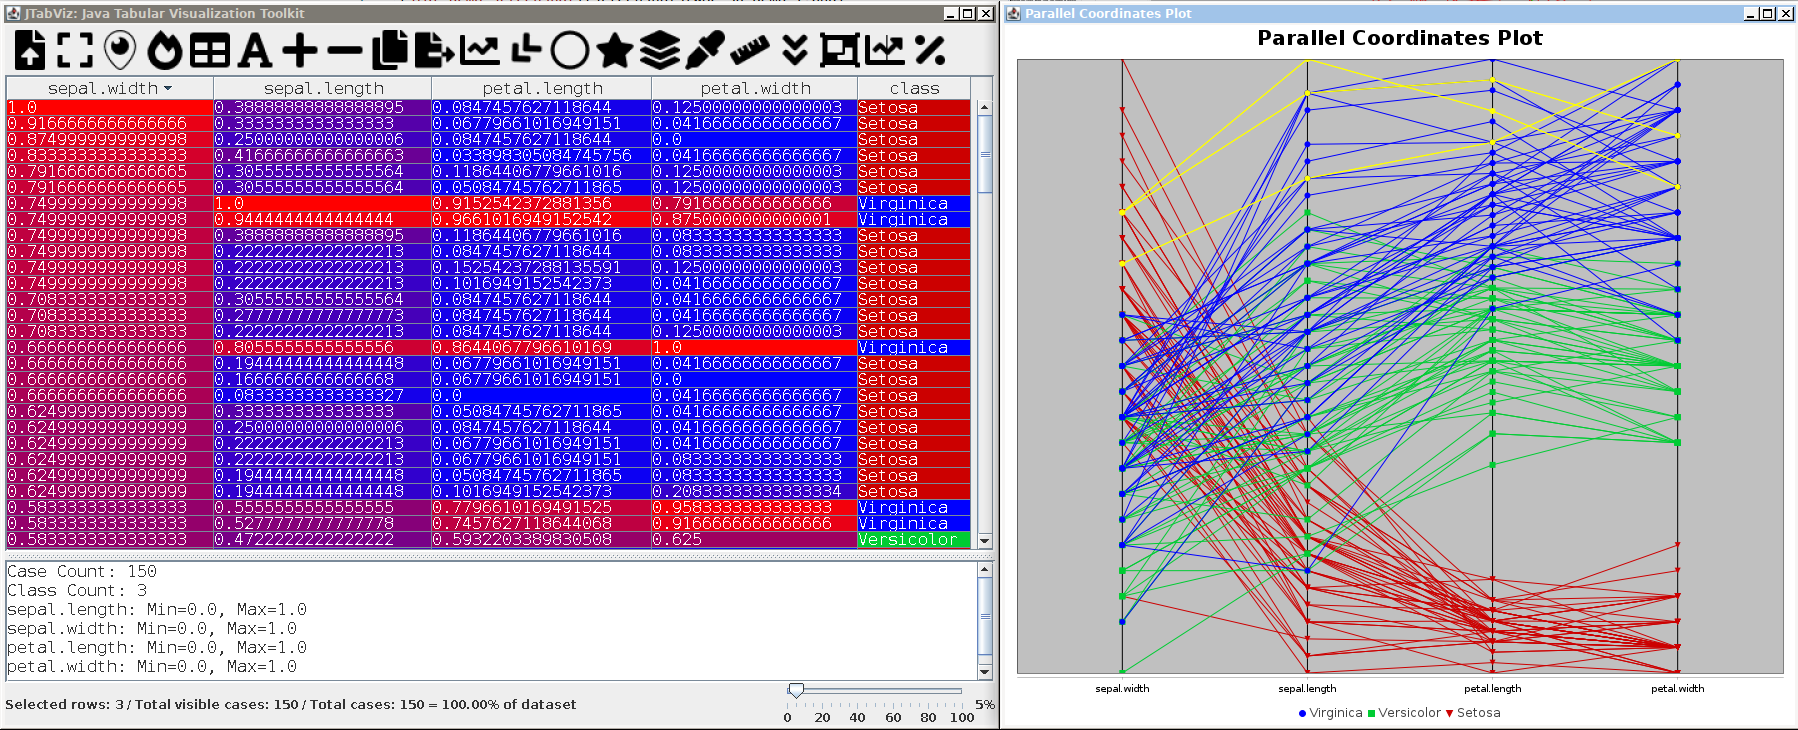 JTabViz: Java Tabular Visualization Toolkit
sepal.width sepal.length petal.length petal.width class
1.0 0.38888888888888895 0.0847457627118644 0.12500000000000003 Setosa
0.9166666666666666 0.3333333333333333 0.06779661016949151 0.04166666666666667 Setosa
0.8749999999999998 0.25000000000000006 0.0847457627118644 0.0 Setosa
0.8333333333333333 0.41666666666666663 0.033898305084745756 0.04166666666666667 Setosa
0.7916666666666665 0.30555555555555564 0.11864406779661016 0.12500000000000003 Setosa
0.7916666666666665 0.30555555555555564 0.05084745762711865 0.12500000000000003 Setosa
0.7499999999999998 1.0 0.9152542372881356 0.7916666666666666 Virginica
0.7499999999999998 0.9444444444444444 0.9661016949152542 0.8750000000000001 Virginica
0.7499999999999998 0.38888888888888895 0.11864406779661016 0.08333333333333333 Setosa
0.7499999999999998 0.22222222222222213 0.0847457627118644 0.08333333333333333 Setosa
0.7499999999999998 0.22222222222222213 0.15254237288135591 0.12500000000000003 Setosa
0.7499999999999998 0.22222222222222213 0.1016949152542373 0.04166666666666667 Setosa
0.7083333333333333 0.30555555555555564 0.0847457627118644 0.04166666666666667 Setosa
0.7083333333333333 0.27777777777777773 0.0847457627118644 0.04166666666666667 Setosa
0.7083333333333333 0.22222222222222213 0.0847457627118644 0.12500000000000003 Setosa
0.6666666666666666 0.8055555555555556 0.8644067796610169 1.0 Virginica
0.6666666666666666 0.19444444444444448 0.06779661016949151 0.04166666666666667 Setosa
0.6666666666666666 0.1666666666666668 0.06779661016949151 0.0 Setosa
0.6666666666666666 0.08333333333333327 0.0 0.04166666666666667 Setosa
0.6249999999999999 0.3333333333333333 0.05084745762711865 0.04166666666666667 Setosa
0.6249999999999999 0.25000000000000006 0.0847457627118644 0.04166666666666667 Setosa
0.6249999999999999 0.22222222222222213 0.06779661016949151 0.04166666666666667 Setosa
0.6249999999999999 0.22222222222222213 0.06779661016949151 0.08333333333333333 Setosa
0.6249999999999999 0.19444444444444448 0.05084745762711865 0.08333333333333333 Setosa
0.6249999999999999 0.19444444444444448 0.1016949152542373 0.20833333333333334 Setosa
0.5833333333333333 0.5555555555555555 0.7796610169491525 0.9583333333333333 Virginica
0.5833333333333333 0.5277777777777778 0.7457627118644068 0.9166666666666666 Virginica
0.5833333333333333 0.4722222222222222 0.5932203389830508 0.625 Versicolor
Case Count: 150
Class Count: 3
sepal.length: Min=0.0, Max=1.0
sepal.width: Min=0.0, Max=1.0
petal.length: Min=0.0, Max=1.0
petal.width: Min=0.0, Max=1.0
Selected rows: 3 / Total visible cases: 150 / Total cases: 150 = 100.00% of dataset
0 20 40 60 80 100
5%
Parallel Coordinates Plot
Parallel Coordinates Plot
sepal.width sepal.length petal.length petal.width
Virginica Versicolor Setosa